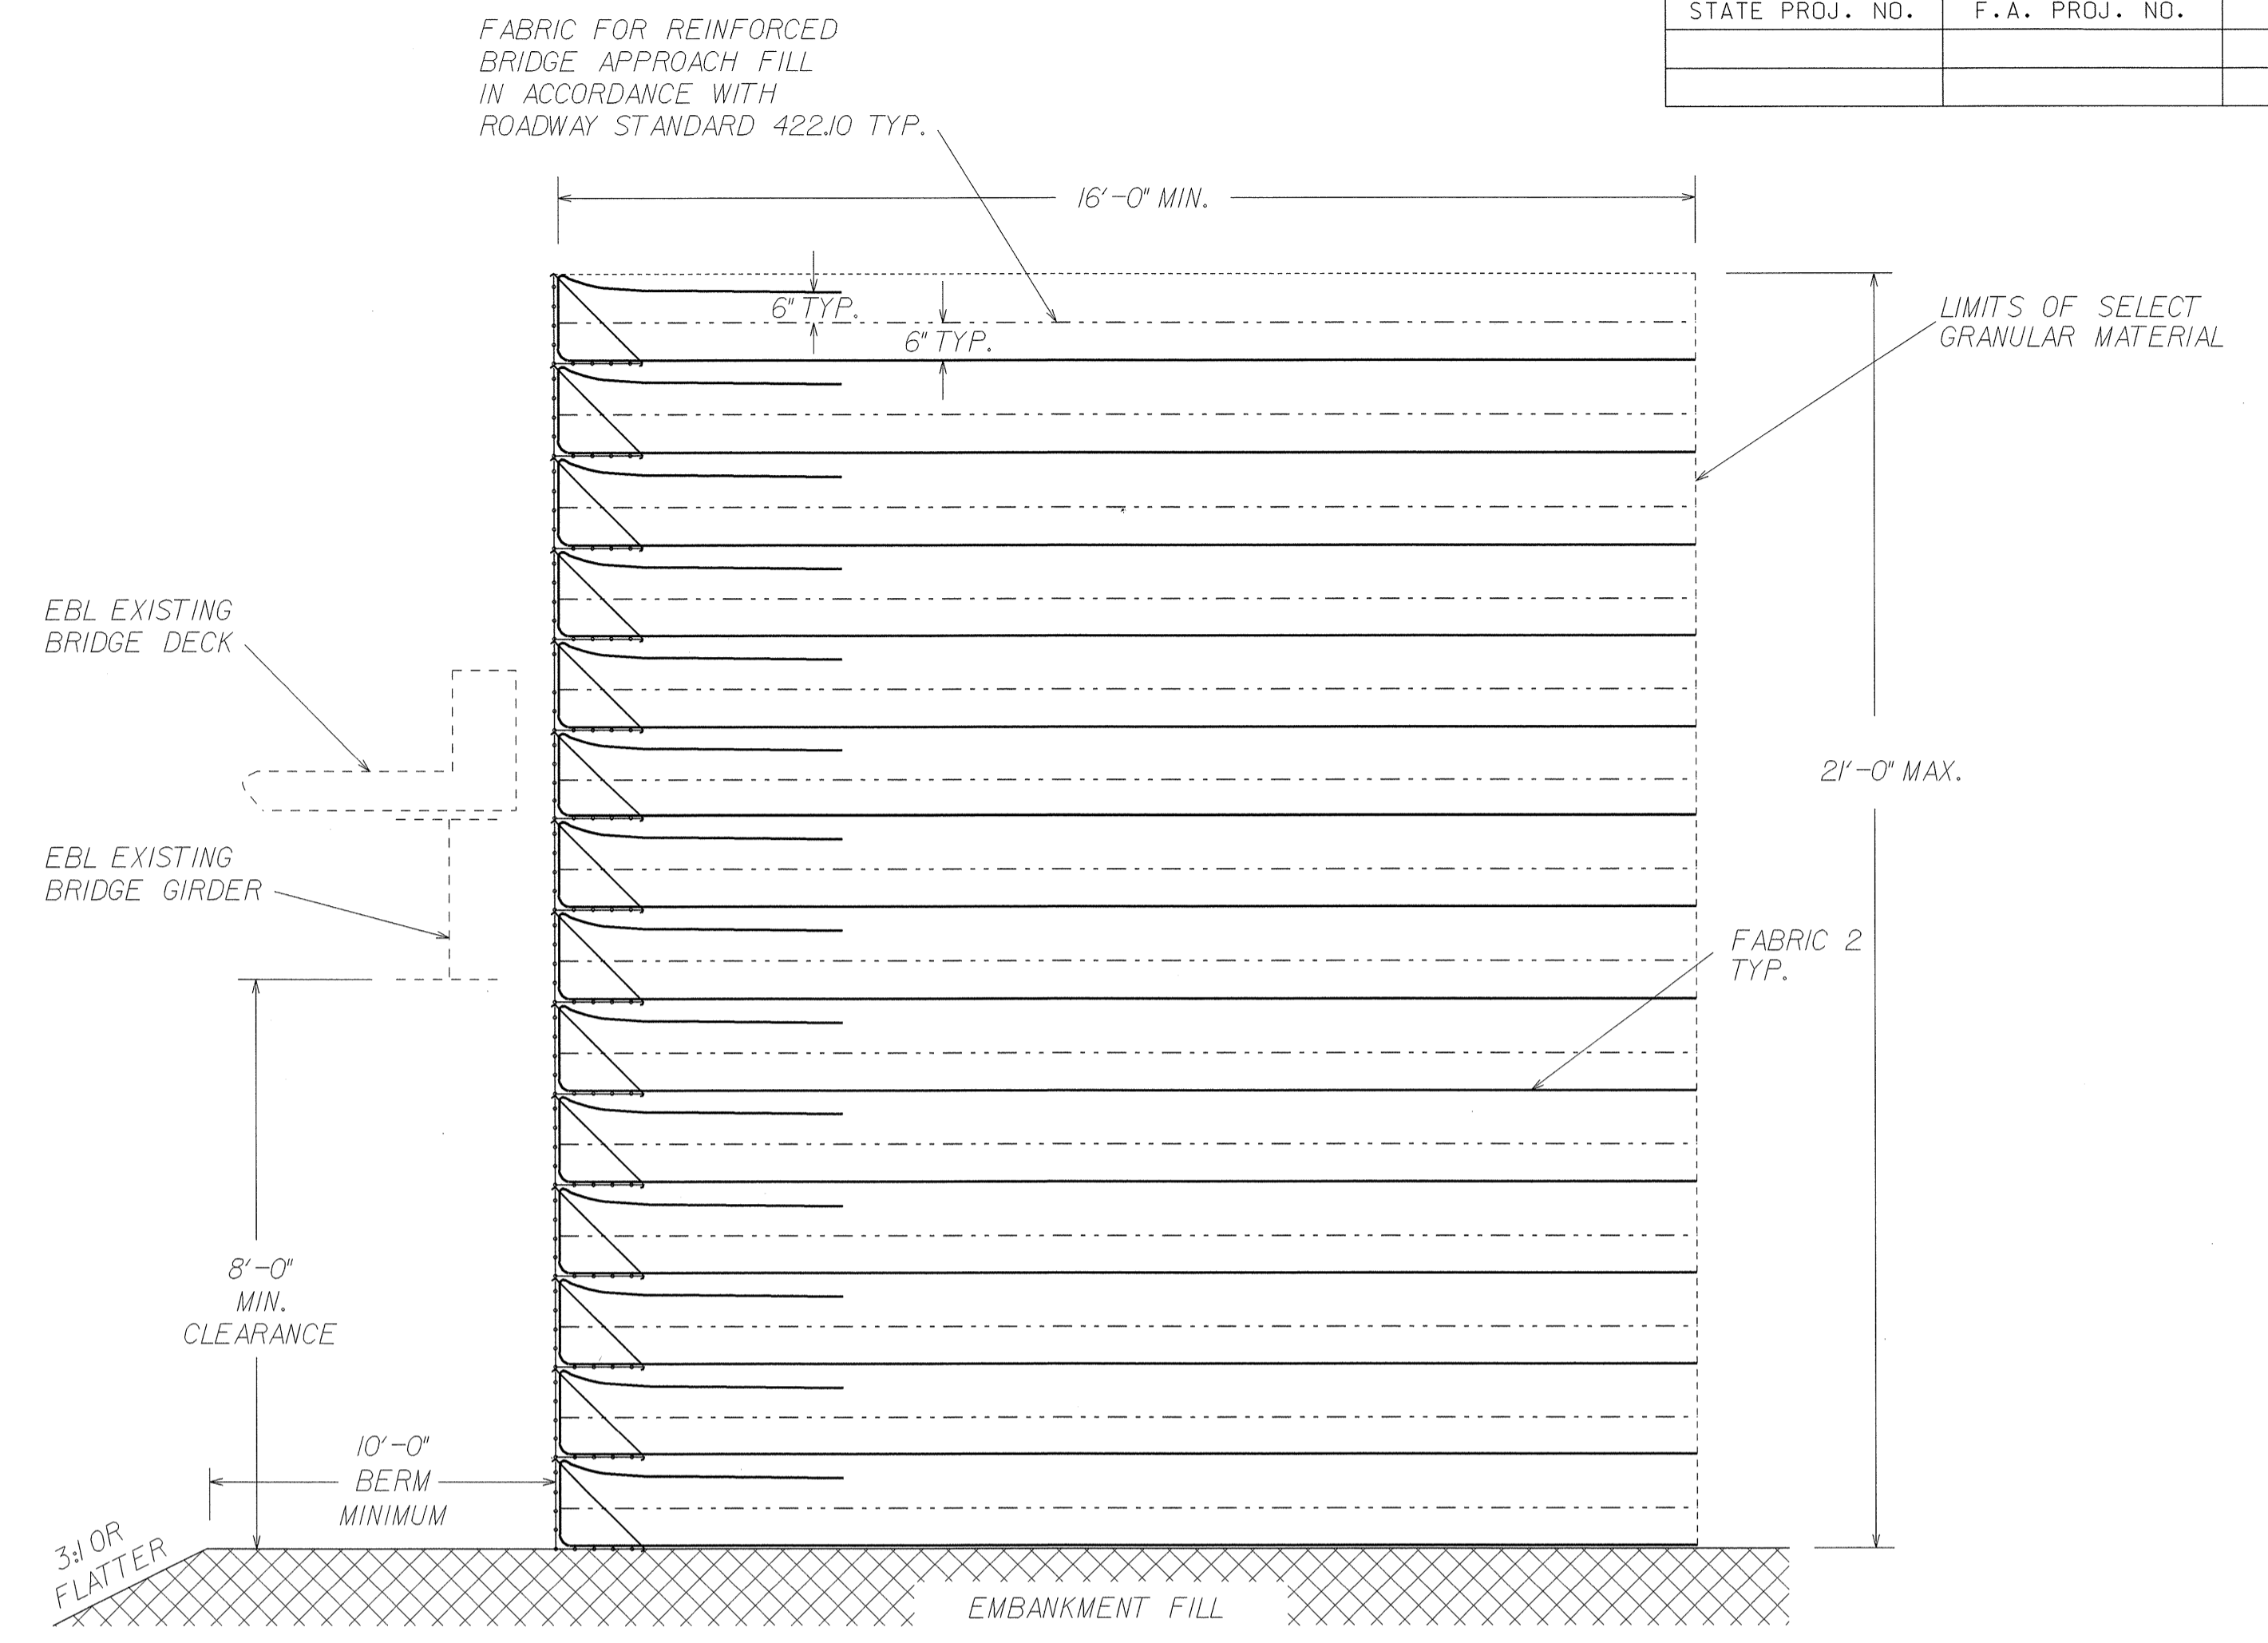 STATE PROJ. NO. F.A. PROJ. NO.
FABRIC FOR REINFORCED
BRIDGE APPROACH FILL
IN ACCORDANCE WITH
ROADWAY STANDARD 422.10 TYP.
16'-0" MIN.
6" TYP.
6" TYP.
LIMITS OF SELECT
GRANULAR MATERIAL
EBL EXISTING
BRIDGE DECK
21'-0" MAX.
EBL EXISTING
BRIDGE GIRDER
FABRIC 2
TYP.
8'-0"
MIN.
CLEARANCE
10'-0"
BERM
MINIMUM
3:1 OR
FLATTER
EMBANKMENT FILL